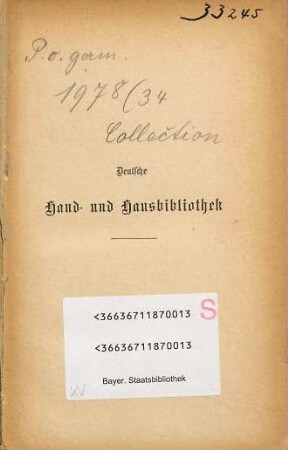 33245
P.o. germ.
1978(34
Collection
Deutsche
Hand- und Hausbibliothek
<36636711870013 S
<36636711870013
Bayer. Staatsbibliothek